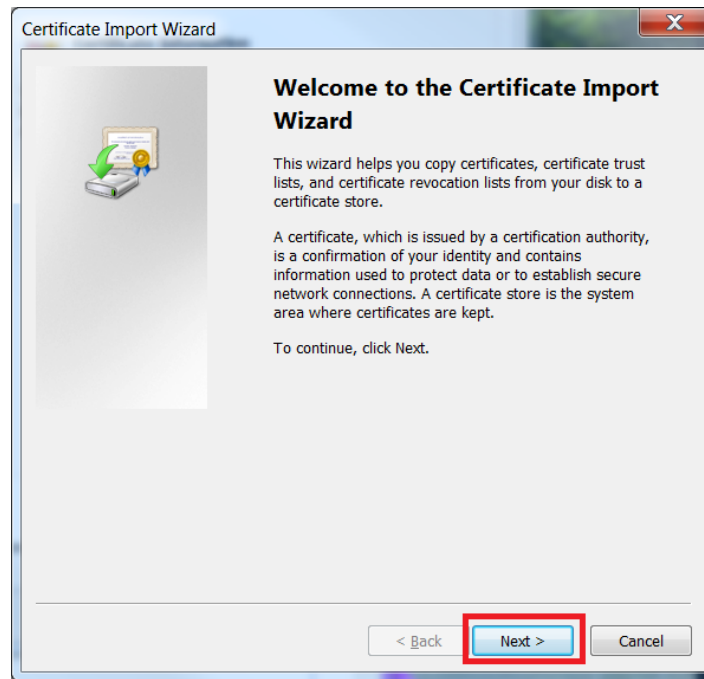 Certificate Import Wizard
X
Welcome to the Certificate Import
Wizard
This wizard helps you copy certificates, certificate trust
lists, and certificate revocation lists from your disk to a
certificate store.
A certificate, which is issued by a certification authority,
is a confirmation of your identity and contains
information used to protect data or to establish secure
network connections. A certificate store is the system
area where certificates are kept.
To continue, click Next.
< Back Next > Cancel